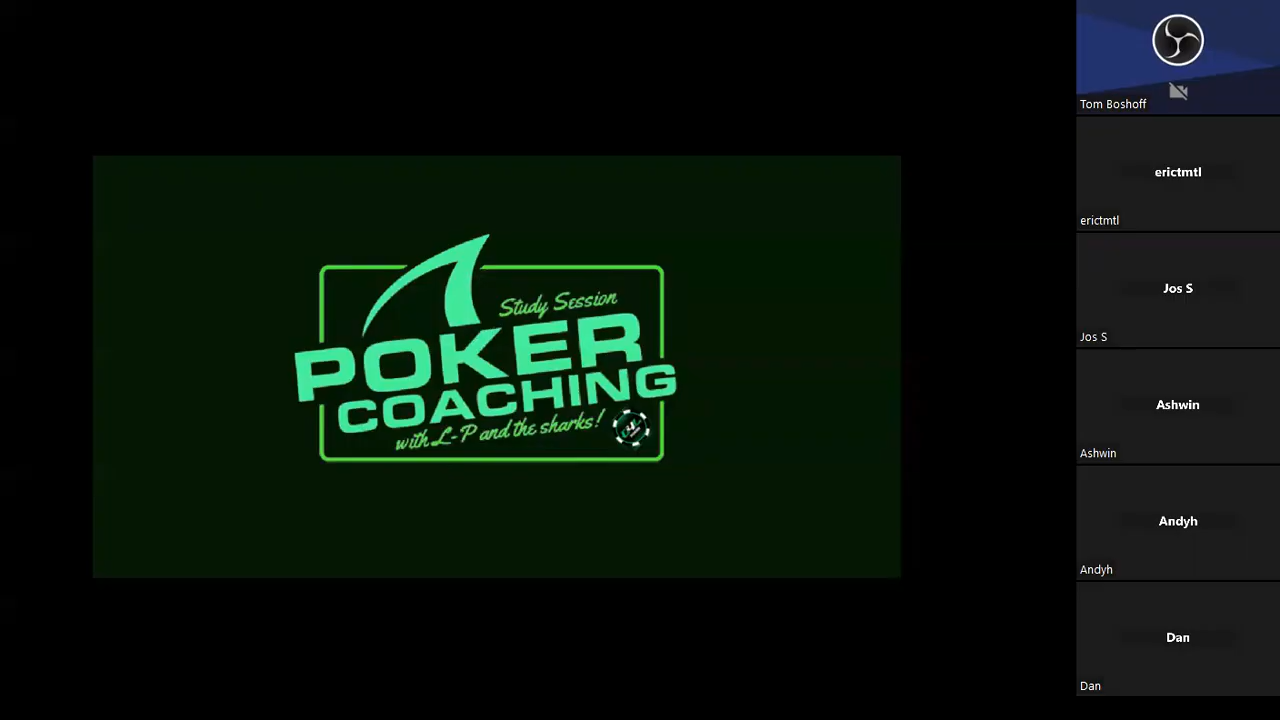 Study Session
POKER
COACHING
with L-P and the sharks!
Tom Boshoff
erictmtl
erictmtl
Jos S
Jos S
Ashwin
Ashwin
Andyh
Andyh
Dan
Dan